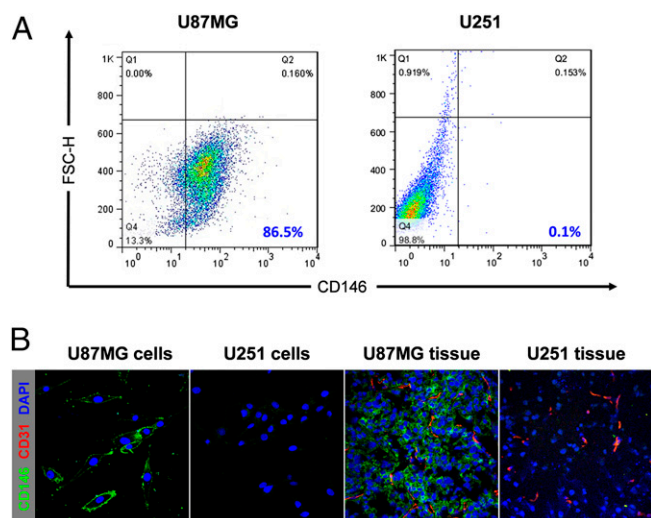 A
U87MG
U251
FSC-H
1K
800
600
400
200
0
Q1
0.00%
Q2
0.160%
Q4
13.3%
86.5%
10⁰ 10¹ 10² 10³ 10⁴
1K
800
600
400
200
0
Q1
0.919%
Q2
0.153%
Q4
98.8%
0.1%
10⁰ 10¹ 10² 10³ 10⁴
CD146
B
U87MG cells U251 cells U87MG tissue U251 tissue
CD146 CD31 DAPI